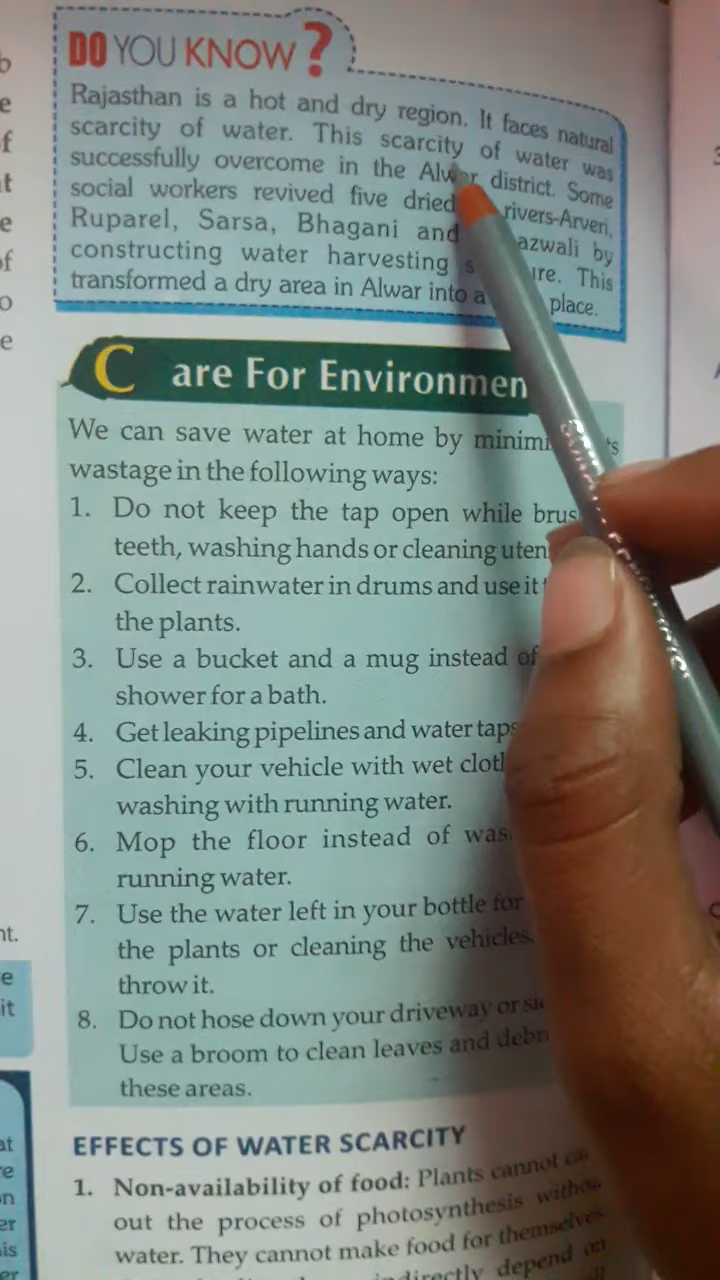 DO YOU KNOW?
Rajasthan is a hot and dry region. It faces natural
scarcity of water. This scarcity of water was
successfully overcome in the Alwar district. Some
social workers revived five dried rivers-Arveri,
Ruparel, Sarsa, Bhagani and azwali by
constructing water harvesting s ure. This
transformed a dry area in Alwar into a place.
Care For Environmen
We can save water at home by minimi ts
wastage in the following ways:
1. Do not keep the tap open while brus
teeth, washing hands or cleaning uten
2. Collect rainwater in drums and use it
the plants.
3. Use a bucket and a mug instead of
shower for a bath.
4. Get leaking pipelines and water taps
5. Clean your vehicle with wet clot
washing with running water.
6. Mop the floor instead of was
running water.
7. Use the water left in your bottle for
the plants or cleaning the vehicles.
throw it.
8. Do not hose down your driveway or si
Use a broom to clean leaves and debri
these areas.
EFFECTS OF WATER SCARCITY
1. Non-availability of food: Plants cannot ca
out the process of photosynthesis withou
water. They cannot make food for themselves.
indirectly depend on